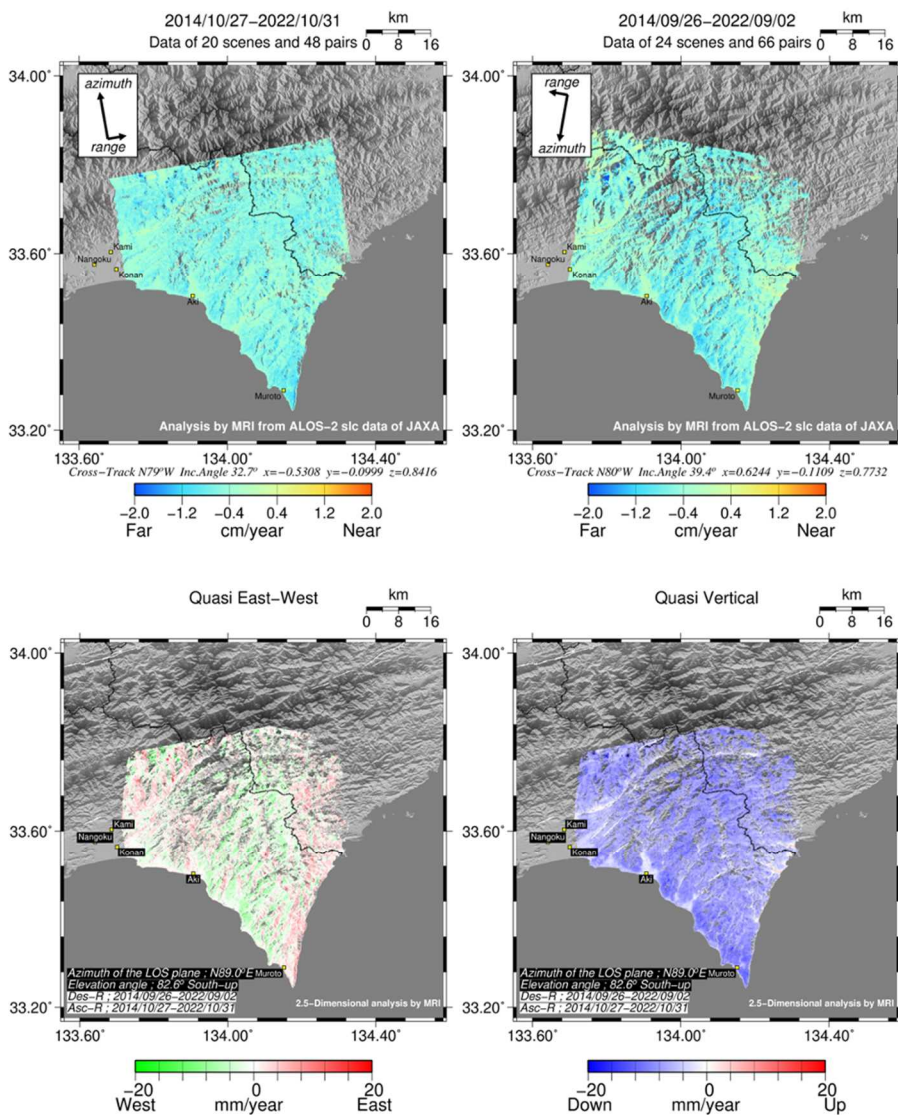 2014/10/27−2022/10/31
km
Data of 20 scenes and 48 pairs
0 8 16
34.00˚
azimuth
range
33.60˚
Kami
Nangoku
Konan
Aki
Muroto
Analysis by MRI from ALOS−2 slc data of JAXA
33.20˚
133.60˚ 134.00˚ 134.40˚
Cross−Track N79°W Inc.Angle 32.7° x=−0.5308 y=−0.0999 z=0.8416
−2.0 −1.2 −0.4 0.4 1.2 2.0
Far cm/year Near
2014/09/26−2022/09/02
km
Data of 24 scenes and 66 pairs
0 8 16
34.00˚
range
azimuth
33.60˚
Kami
Nangoku
Konan
Aki
Muroto
Analysis by MRI from ALOS−2 slc data of JAXA
33.20˚
133.60˚ 134.00˚ 134.40˚
Cross−Track N80°W Inc.Angle 39.4° x=0.6244 y=−0.1109 z=0.7732
−2.0 −1.2 −0.4 0.4 1.2 2.0
Far cm/year Near
Quasi East−West
km
0 8 16
34.00˚
33.60˚
Kami
Nangoku
Konan
Aki
Muroto
Azimuth of the LOS plane ; N89.0°E
Elevation angle ; 82.6° South−up
Des−R ; 2014/09/26−2022/09/02
Asc−R ; 2014/10/27−2022/10/31
2.5−Dimensional analysis by MRI
33.20˚
133.60˚ 134.00˚ 134.40˚
−20 0 20
West mm/year East
Quasi Vertical
km
0 8 16
34.00˚
33.60˚
Kami
Nangoku
Konan
Aki
Muroto
Azimuth of the LOS plane ; N89.0°E
Elevation angle ; 82.6° South−up
Des−R ; 2014/09/26−2022/09/02
Asc−R ; 2014/10/27−2022/10/31
2.5−Dimensional analysis by MRI
33.20˚
133.60˚ 134.00˚ 134.40˚
−20 0 20
Down mm/year Up